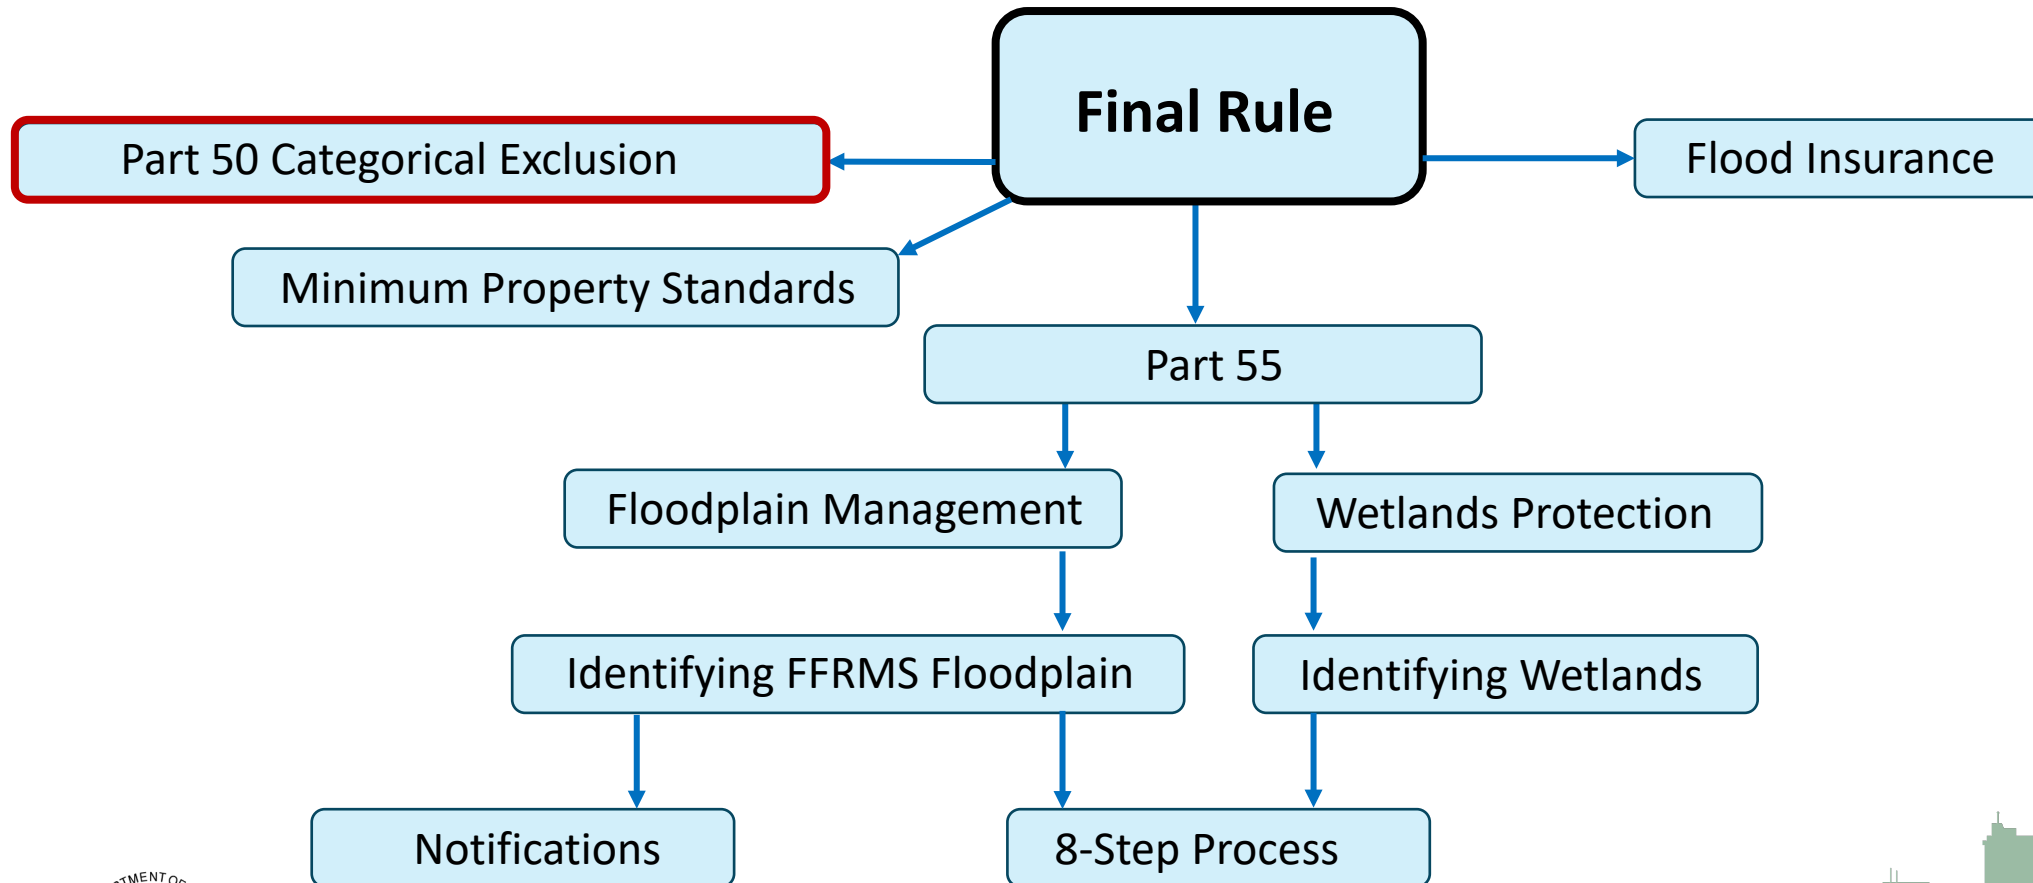 Final Rule
Part 50 Categorical Exclusion
Flood Insurance
Minimum Property Standards
Part 55
Floodplain Management
Wetlands Protection
Identifying FFRMS Floodplain
Identifying Wetlands
Notifications
8-Step Process